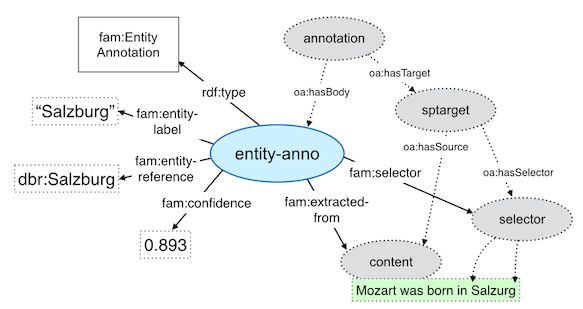 fam:Entity
Annotation
annotation
rdf:type
oa:hasBody
oa:hasTarget
“Salzburg”
fam:entity-
label
sptarget
entity-anno
oa:hasSource
fam:entity-
reference
dbr:Salzburg
fam:selector
oa:hasSelector
fam:confidence
fam:extracted-
from
selector
0.893
content
Mozart was born in Salzurg